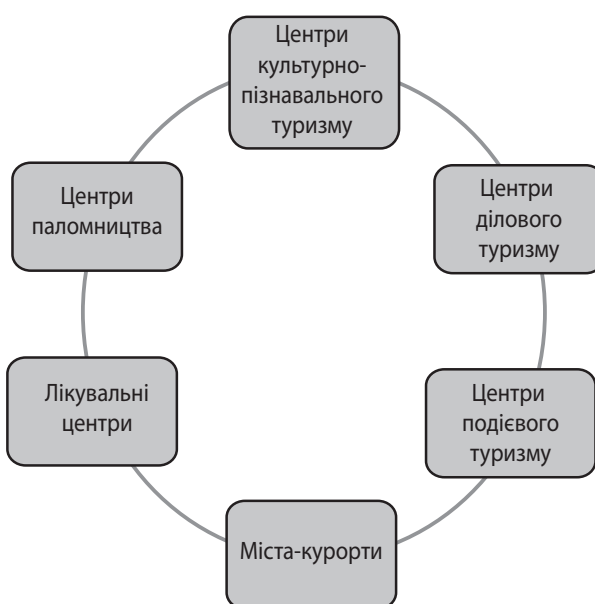 Центри
культурно-
пізнавального
туризму
Центри
ділового
туризму
Центри
подієвого
туризму
Міста-курорти
Лікувальні
центри
Центри
паломництва